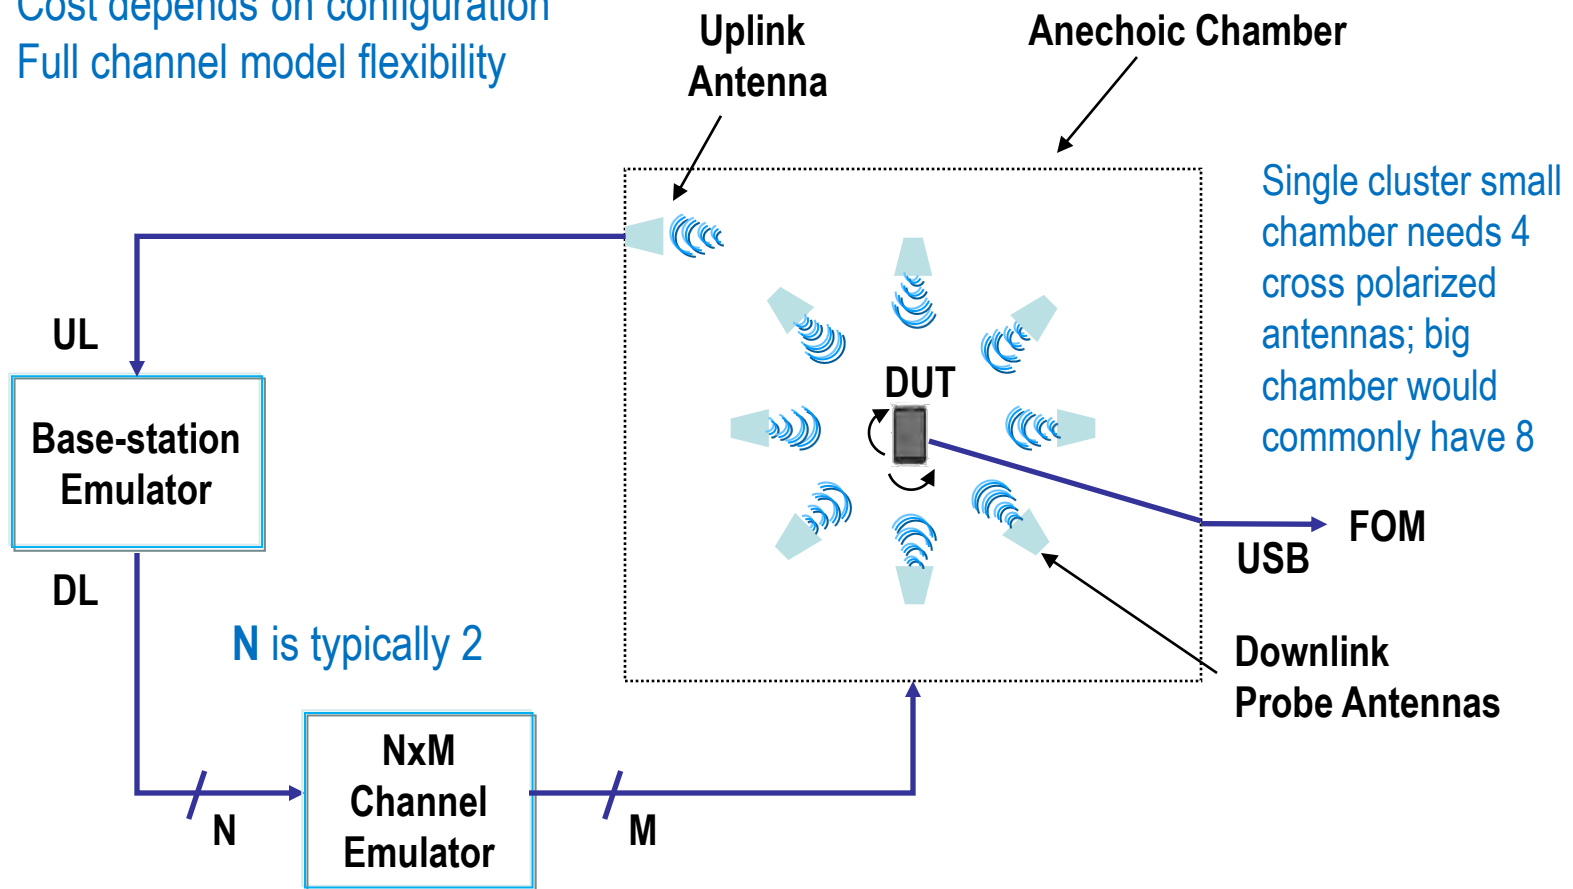 Cost depends on configuration
Full channel model flexibility
Uplink
Antenna
Anechoic Chamber
Single cluster small
chamber needs 4
cross polarized
antennas; big
chamber would
commonly have 8
UL
DUT
Base-station
Emulator
FOM
USB
DL
N is typically 2
Downlink
Probe Antennas
NxM
Channel
Emulator
N
M